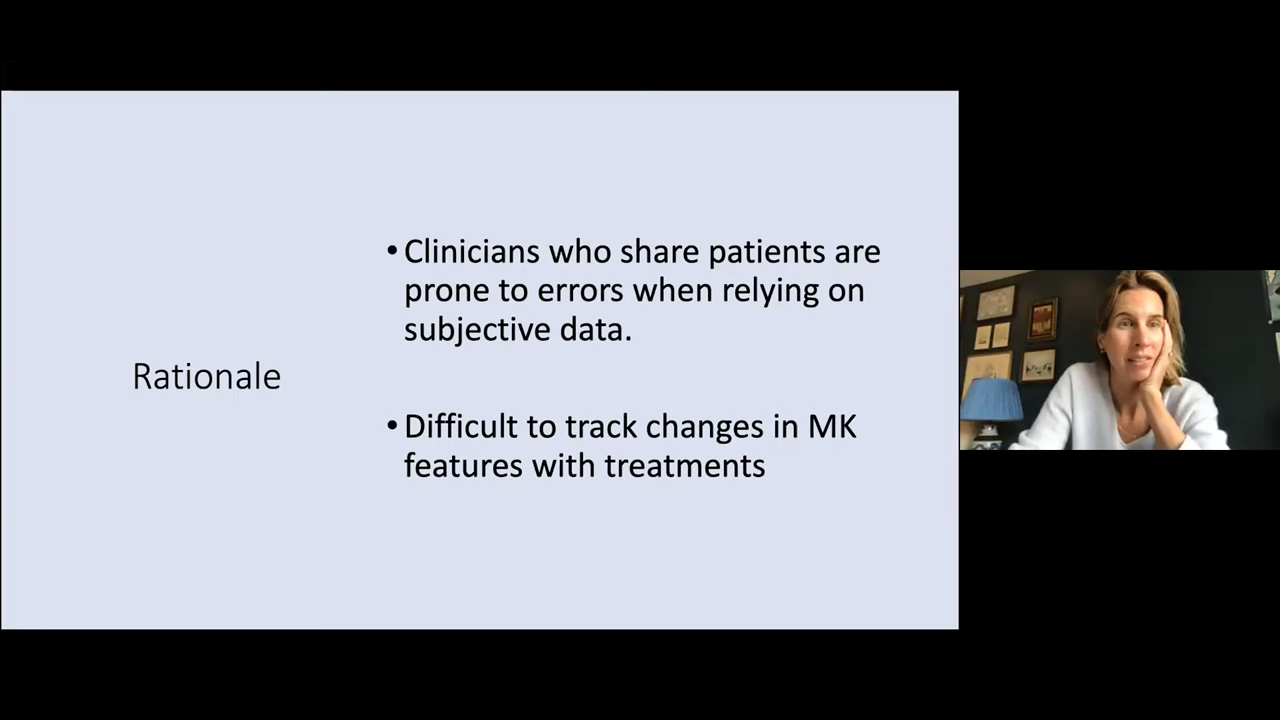 Rationale
•Clinicians who share patients are
prone to errors when relying on
subjective data.
•Difficult to track changes in MK
features with treatments